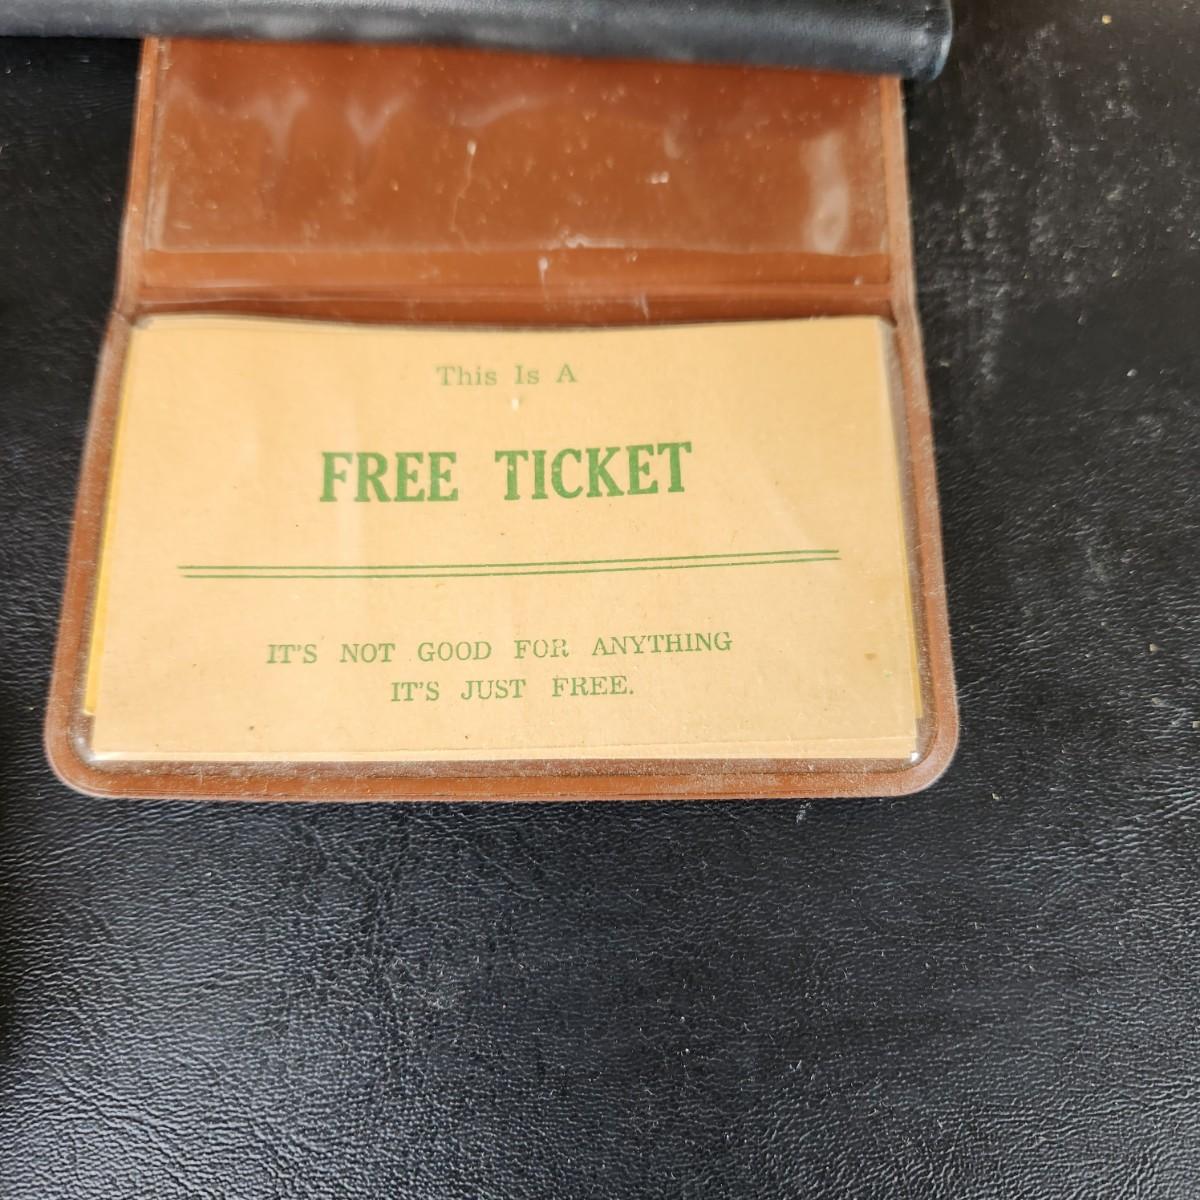 This Is A
FREE TICKET
IT'S NOT GOOD FOR ANYTHING
IT'S JUST FREE.